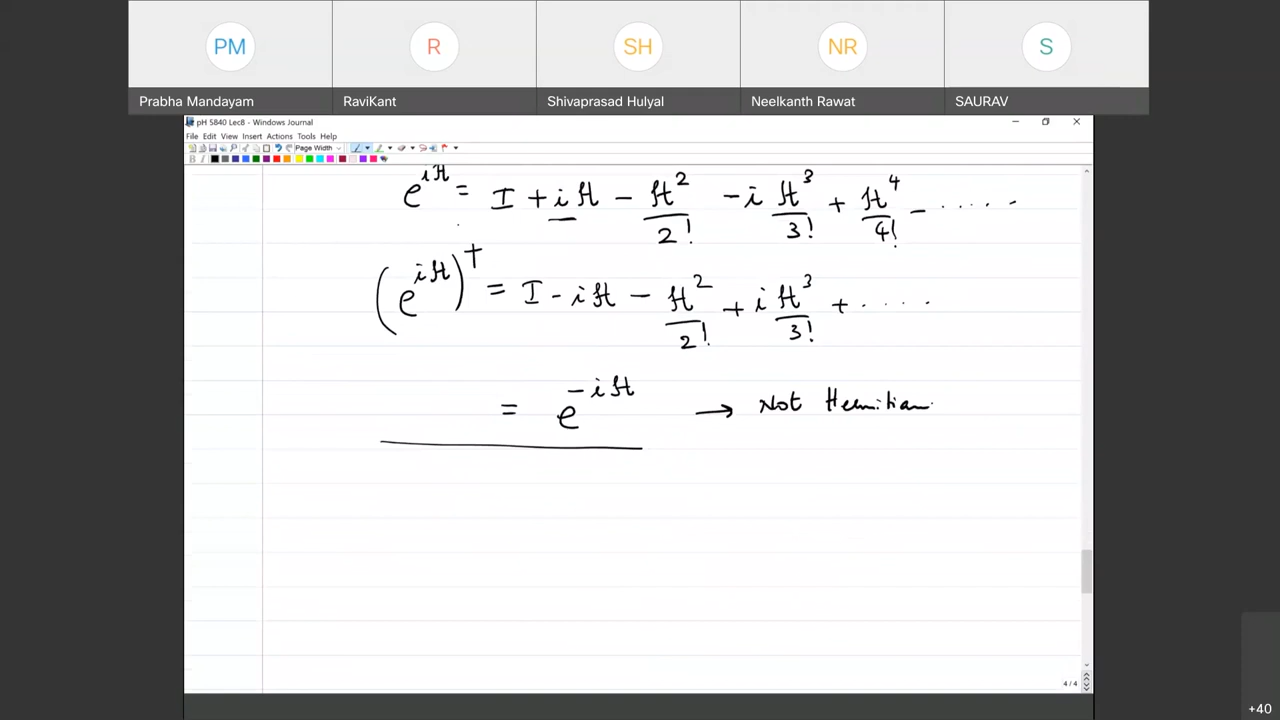 PM R SH NR S
Prabha Mandayam RaviKant Shivaprasad Hulyal Neelkanth Rawat SAURAV
pH 5840 Lec8 - Windows Journal
File Edit View Insert Actions Tools Help
Page Width
e^{iℋ} = I + iℋ - ℋ²/2! - i ℋ³/3! + ℋ⁴/4! - .....
(e^{iℋ})† = I - iℋ - ℋ²/2! + i ℋ³/3! + ....
= e^{-iℋ} → Not Hermitian.
4 / 4
+40